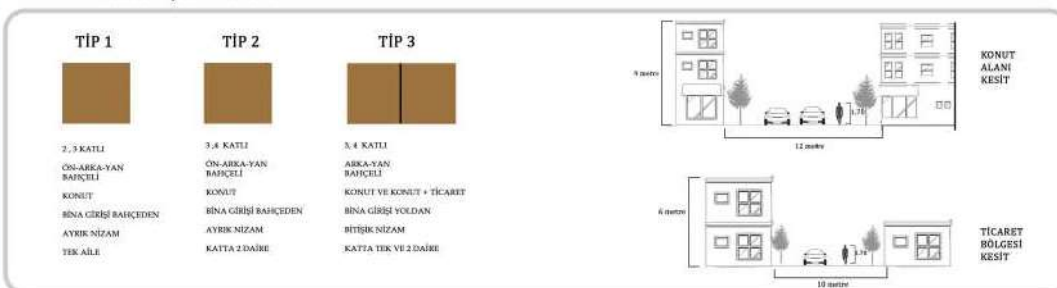 TİP 1
2 , 3 KATLI
ÖN-ARKA-YAN
BAHÇELİ
KONUT
BİNA GİRİŞİ BAHÇEDEN
AYRIK NİZAM
TEK AİLE
TİP 2
3 ,4 KATLI
ÖN-ARKA-YAN
BAHÇELİ
KONUT
BİNA GİRİŞİ BAHÇEDEN
AYRIK NİZAM
KATTA 2 DAİRE
TİP 3
3, 4 KATLI
ARKA-YAN
BAHÇELİ
KONUT VE KONUT + TİCARET
BİNA GİRİŞİ YOLDAN
BİTİŞİK NİZAM
KATTA TEK VE 2 DAİRE
9 metre
1,70
12 metre
KONUT
ALANI
KESİT
6 metre
1,70
10 metre
TİCARET
BÖLGESİ
KESİT